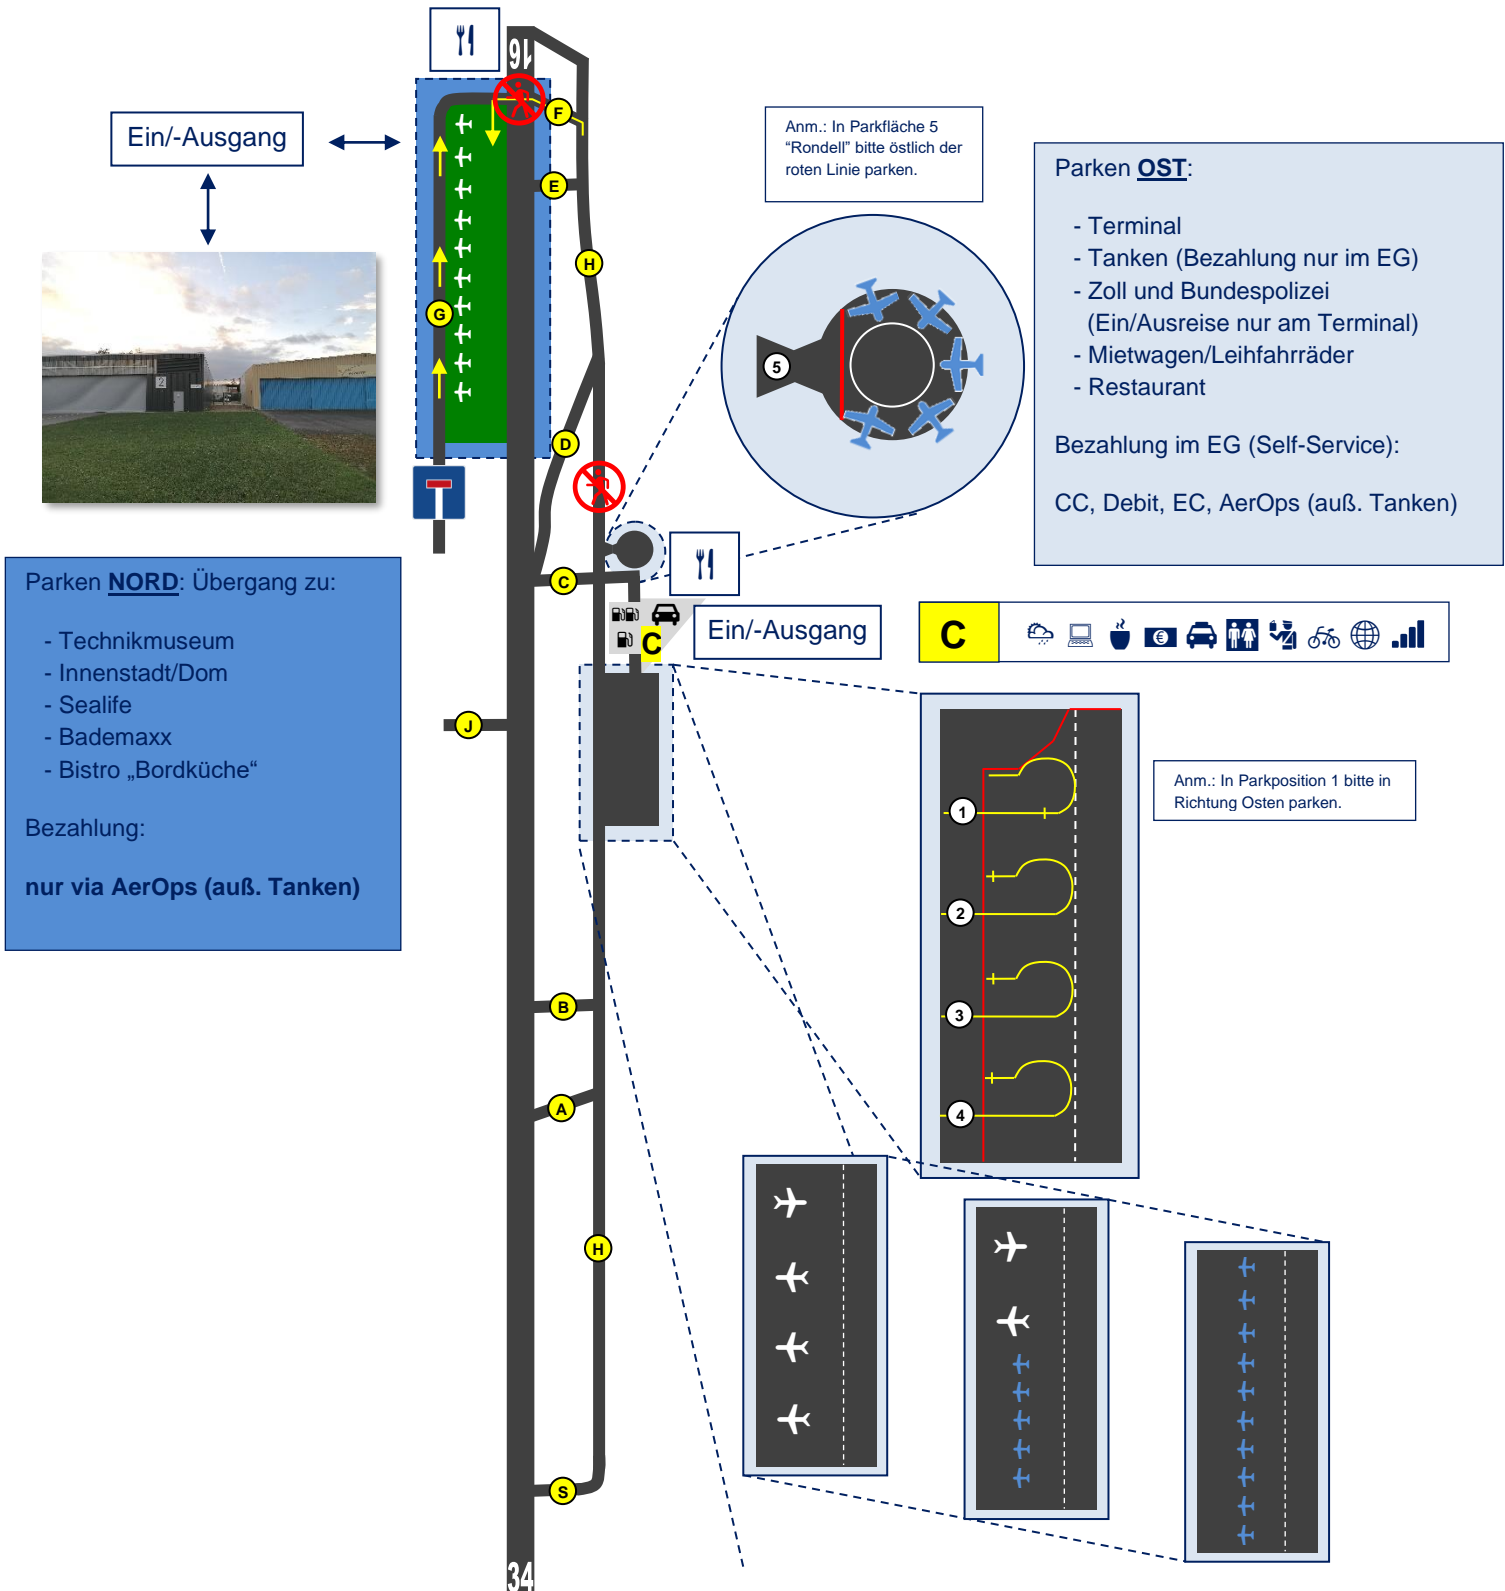 16
Ein/-Ausgang
F
Anm.: In Parkfläche 5
“Rondell” bitte östlich der
roten Linie parken.
Parken OST:
- Terminal
- Tanken (Bezahlung nur im EG)
- Zoll und Bundespolizei
(Ein/Ausreise nur am Terminal)
- Mietwagen/Leihfahrräder
- Restaurant
Bezahlung im EG (Self-Service):
CC, Debit, EC, AerOps (auß. Tanken)
E
H
G
5
2
D
C
Parken NORD: Übergang zu:
- Technikmuseum
- Innenstadt/Dom
- Sealife
- Bademaxx
- Bistro „Bordküche“
Bezahlung:
nur via AerOps (auß. Tanken)
C
Ein/-Ausgang
C
€
J
1
2
3
4
Anm.: In Parkposition 1 bitte in
Richtung Osten parken.
B
A
H
S
34